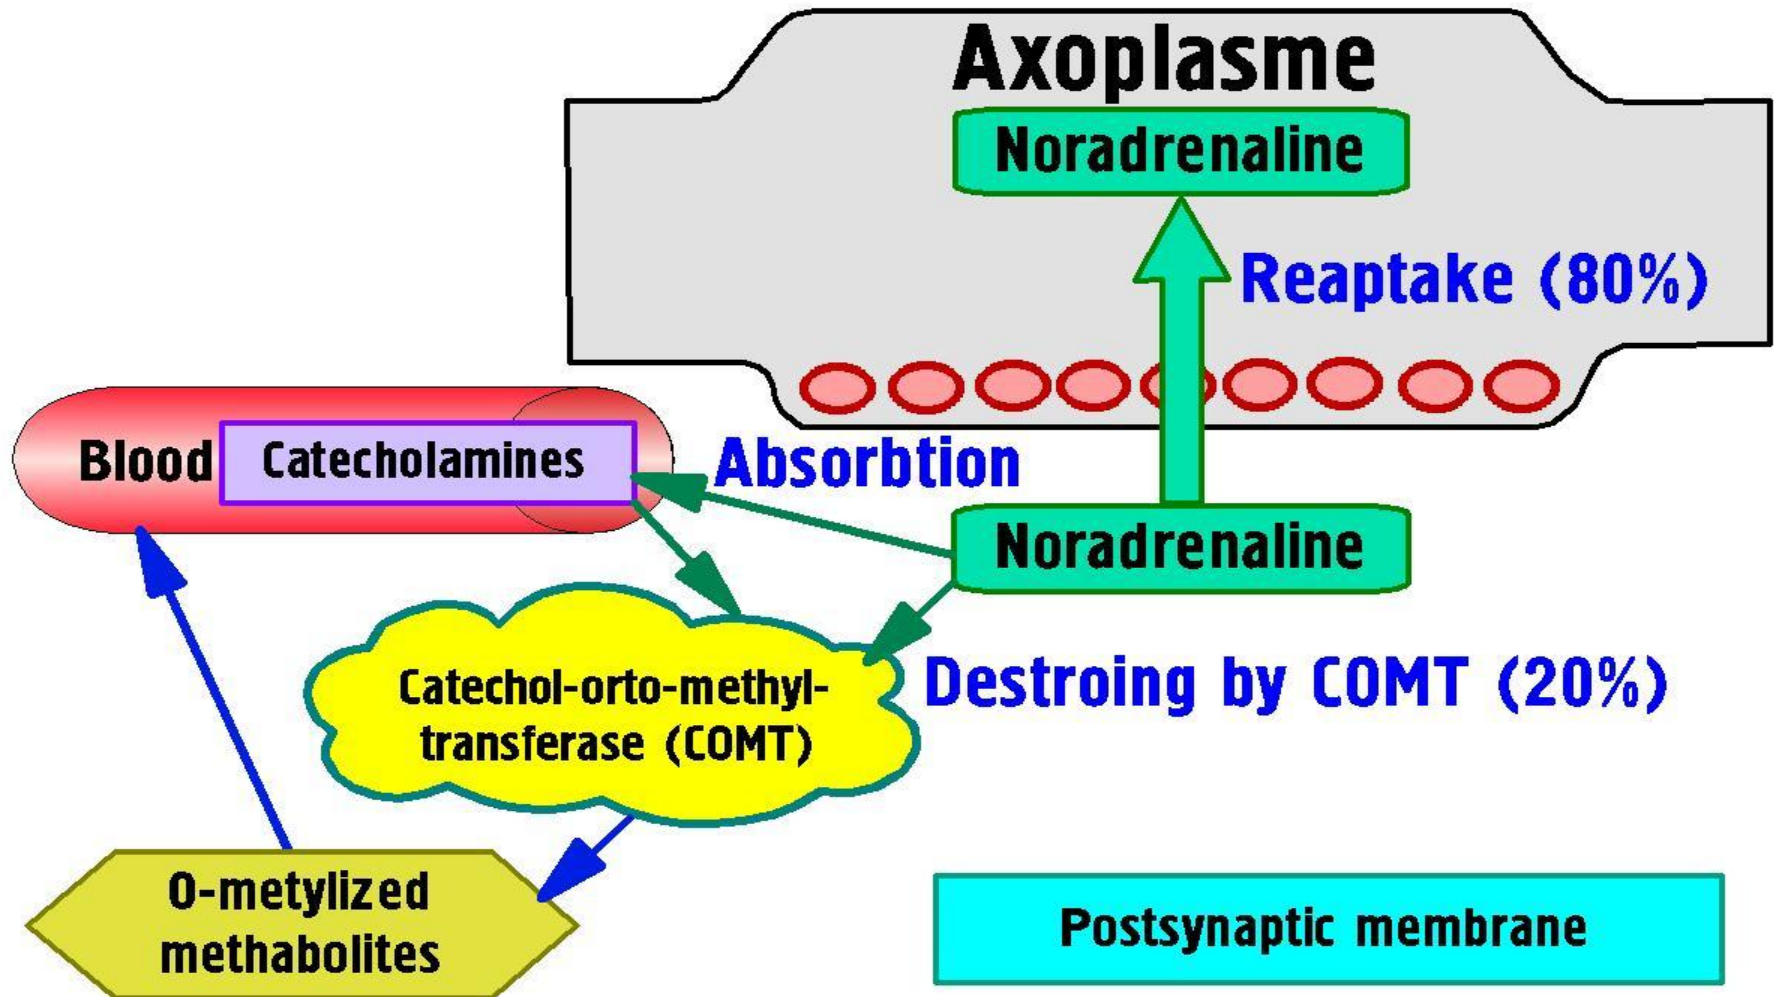 Axoplasme
Noradrenaline
Reaptake (80%)
Blood
Catecholamines
Absorbtion
Noradrenaline
Catechol-orto-methyl-
transferase (COMT)
Destroing by COMT (20%)
O-metylized
methabolites
Postsynaptic membrane